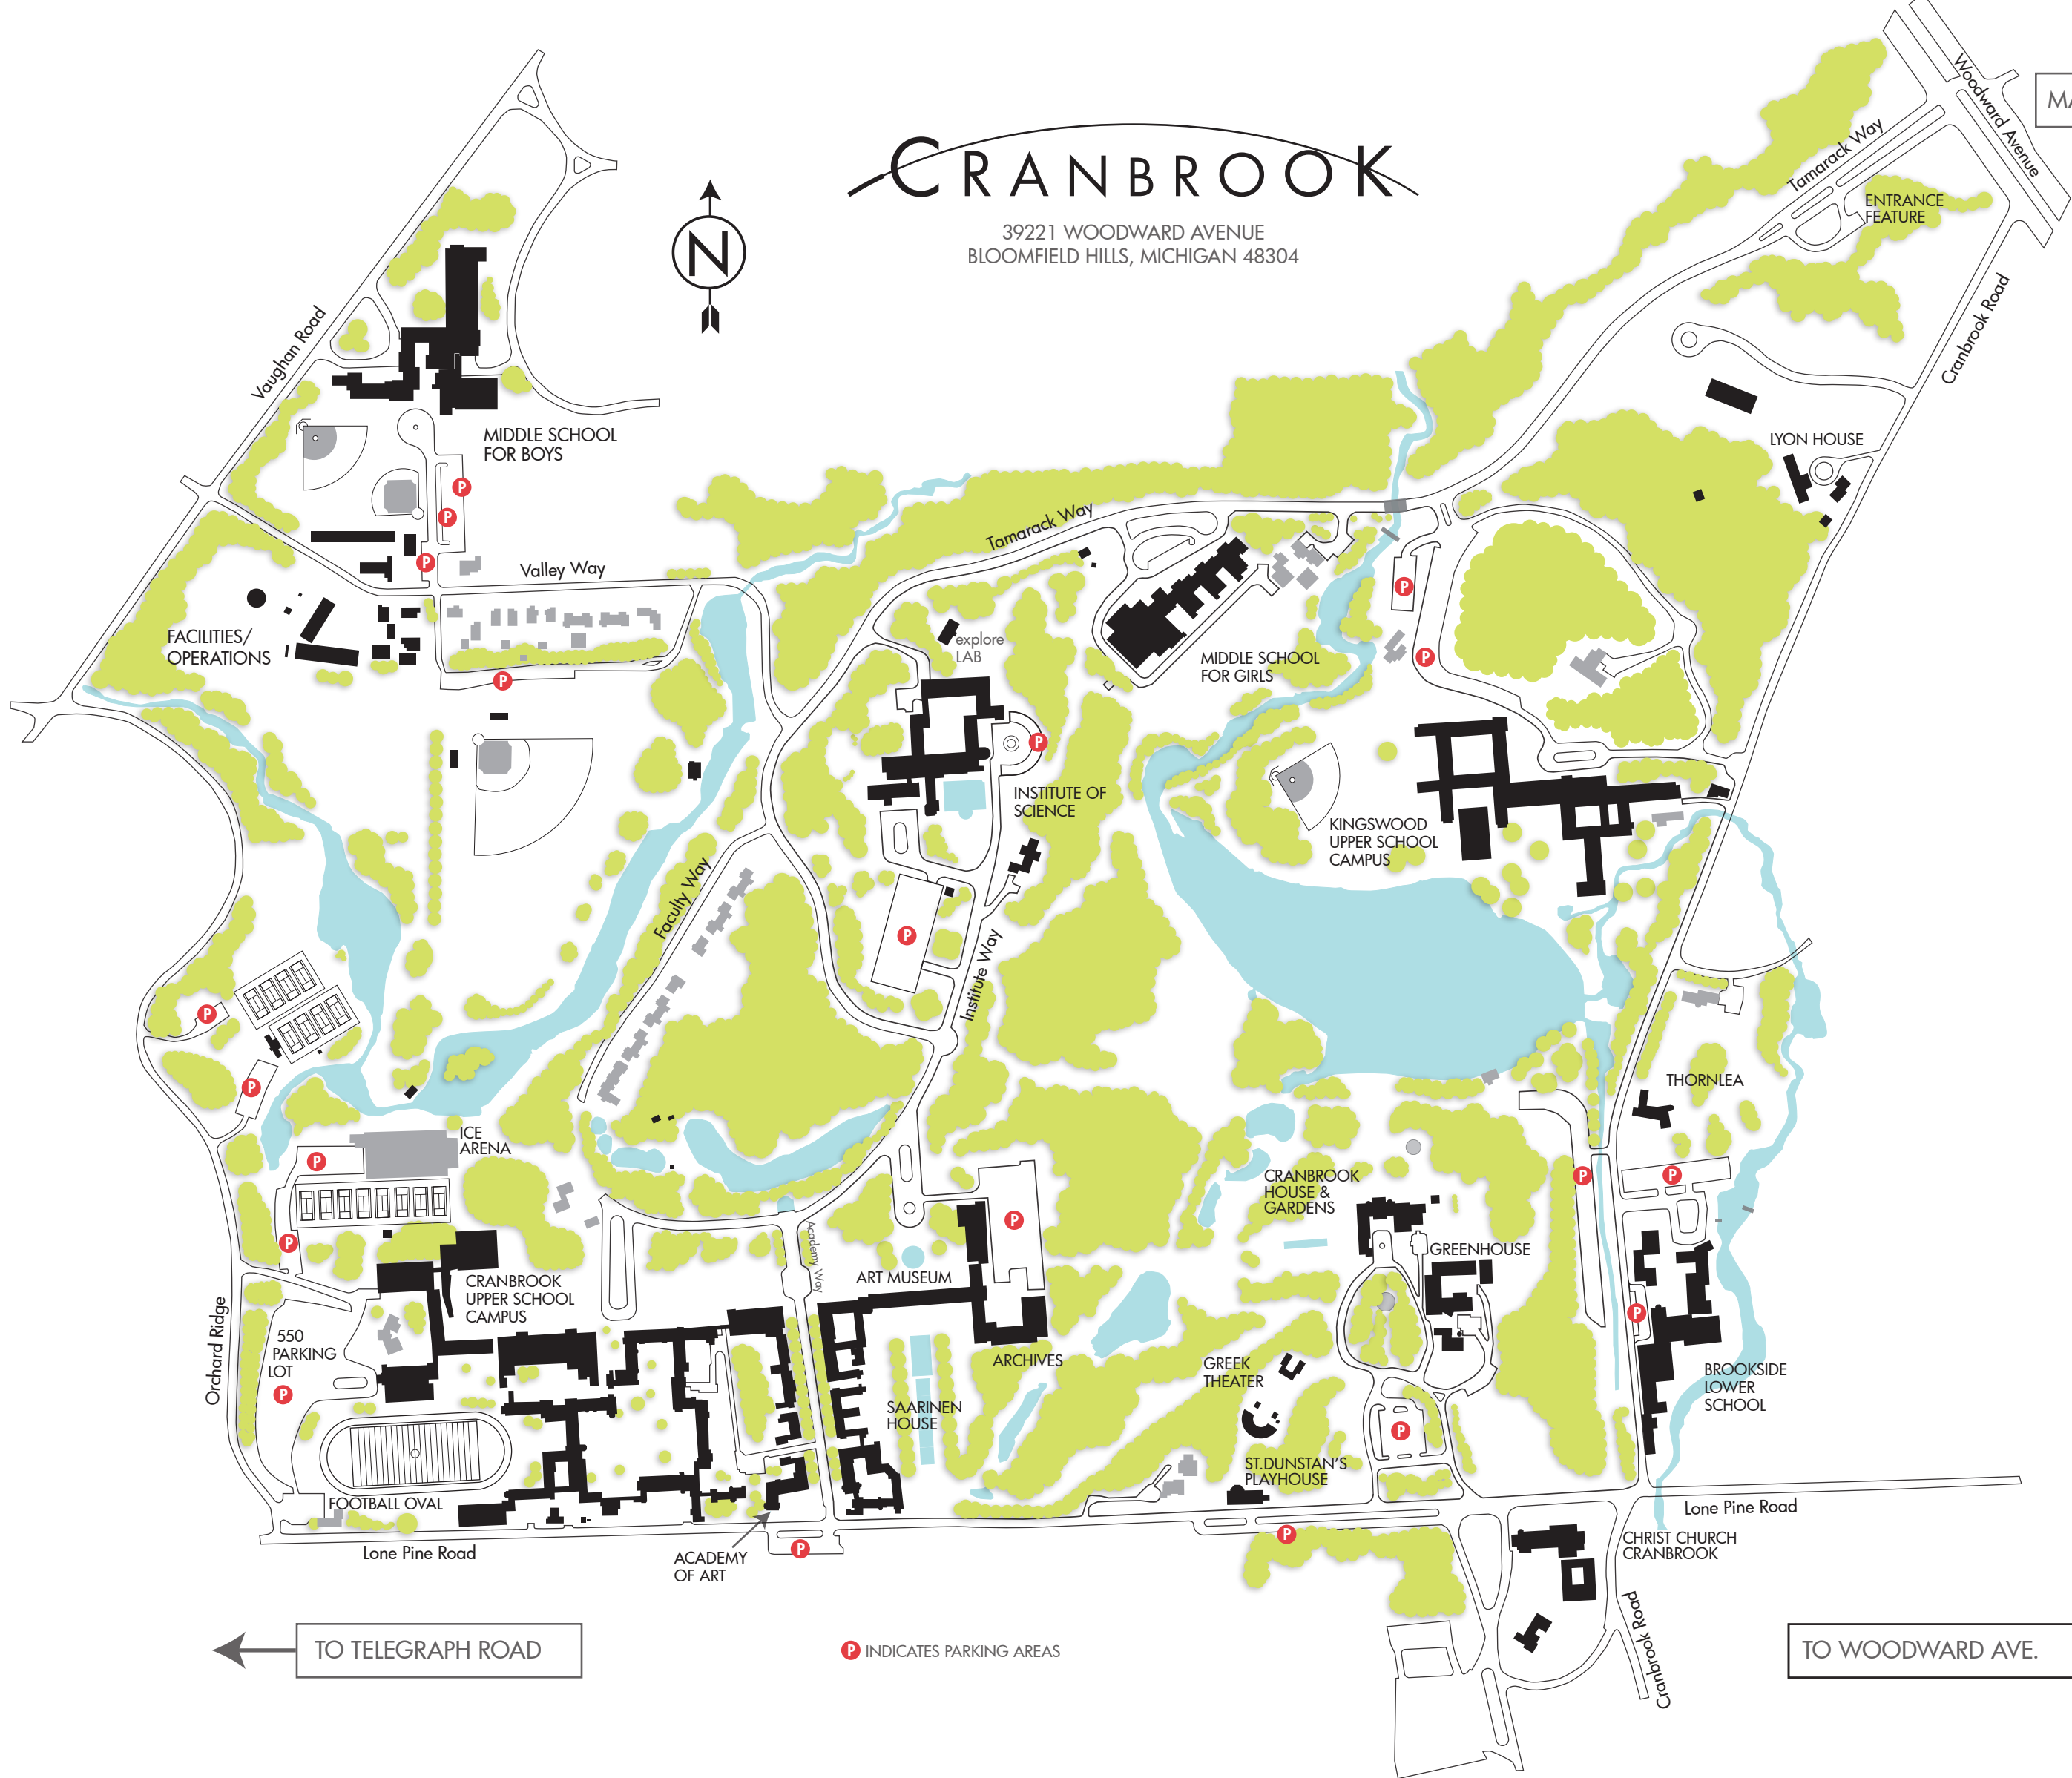 CRANBROOK
39221 WOODWARD AVENUE
BLOOMFIELD HILLS, MICHIGAN 48304
N
Woodward Avenue
MA
Tamarack Way
ENTRANCE
FEATURE
Cranbrook Road
Vaughan Road
MIDDLE SCHOOL
FOR BOYS
P
P
P
LYON HOUSE
Tamarack Way
Valley Way
P
FACILITIES/
OPERATIONS
explore
LAB
MIDDLE SCHOOL
FOR GIRLS
P
P
P
INSTITUTE OF
SCIENCE
KINGSWOOD
UPPER SCHOOL
CAMPUS
Faculty Way
P
Institute Way
P
P
THORNLEA
ICE
ARENA
P
CRANBROOK
HOUSE &
GARDENS
P
P
P
P
Academy Way
GREENHOUSE
ART MUSEUM
CRANBROOK
UPPER SCHOOL
CAMPUS
P
Orchard Ridge
550
PARKING
LOT
P
ARCHIVES
GREEK
THEATER
BROOKSIDE
LOWER
SCHOOL
SAARINEN
HOUSE
P
ST.DUNSTAN'S
PLAYHOUSE
FOOTBALL OVAL
Lone Pine Road
Lone Pine Road
P
P
ACADEMY
OF ART
CHRIST CHURCH
CRANBROOK
Cranbrook Road
TO TELEGRAPH ROAD
P INDICATES PARKING AREAS
TO WOODWARD AVE.